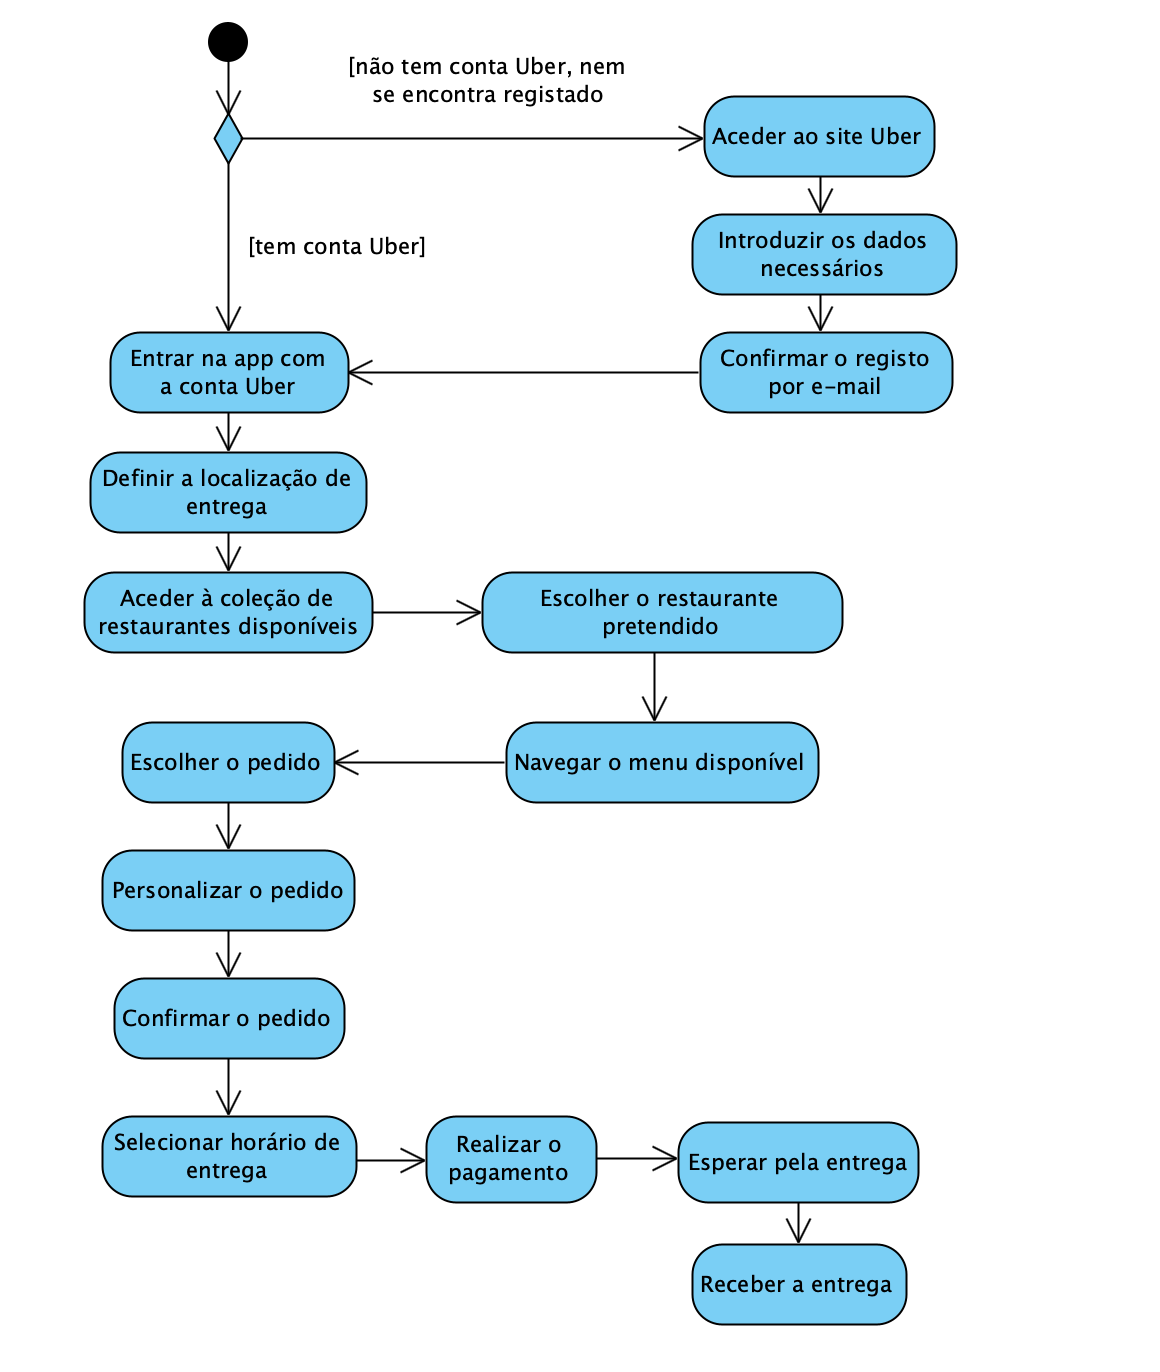 [não tem conta Uber, nem
se encontra registado
Aceder ao site Uber
Introduzir os dados
necessários
[tem conta Uber]
Entrar na app com
a conta Uber
Confirmar o registo
por e-mail
Definir a localização de
entrega
Aceder à coleção de
restaurantes disponíveis
Escolher o restaurante
pretendido
Escolher o pedido
Navegar o menu disponível
Personalizar o pedido
Confirmar o pedido
Selecionar horário de
entrega
Realizar o
pagamento
Esperar pela entrega
Receber a entrega